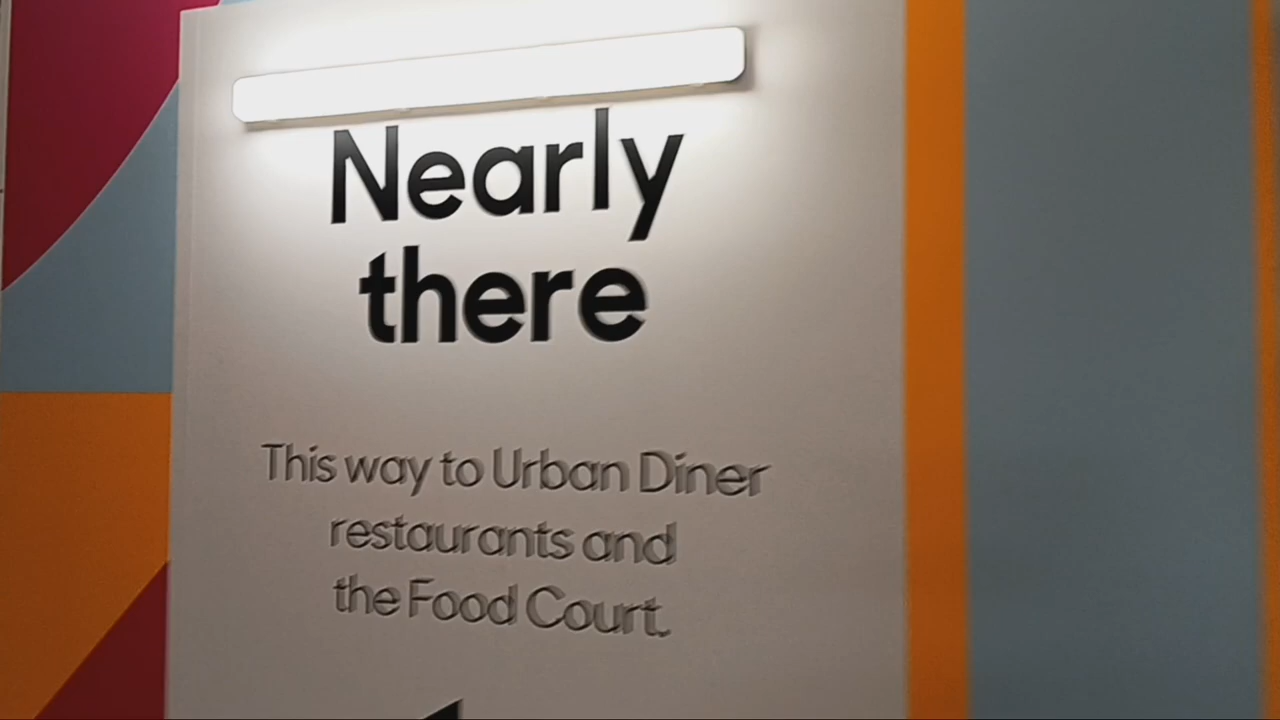 Nearly
there
This way to Urban Diner
restaurants and
the Food Court.